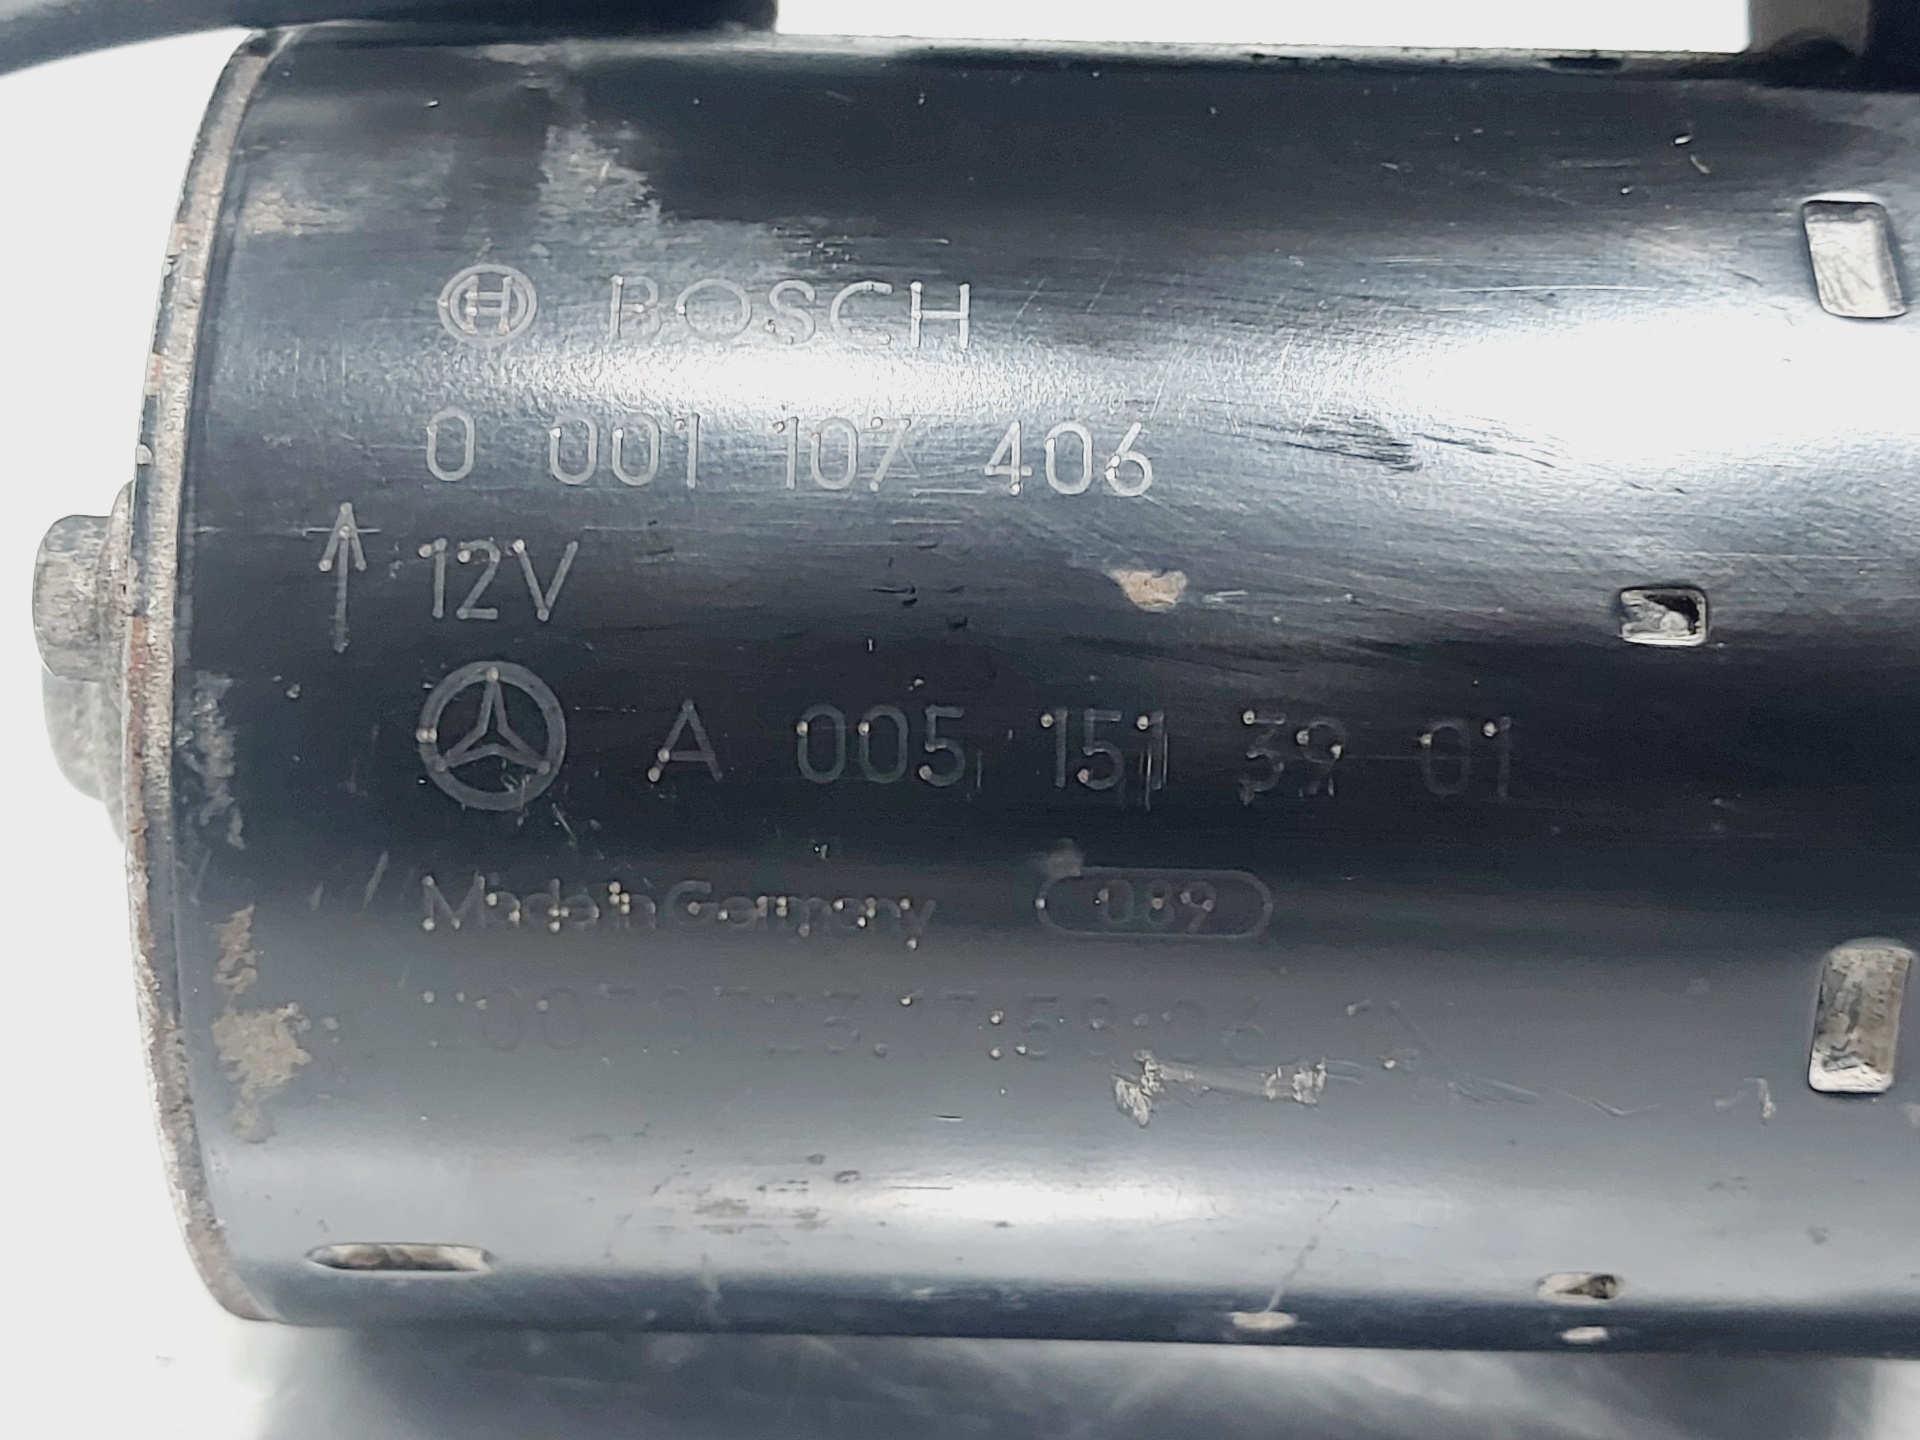 BOSCH
0 001 107 406
12V
A 005 151 39 01
Made in Germany 089